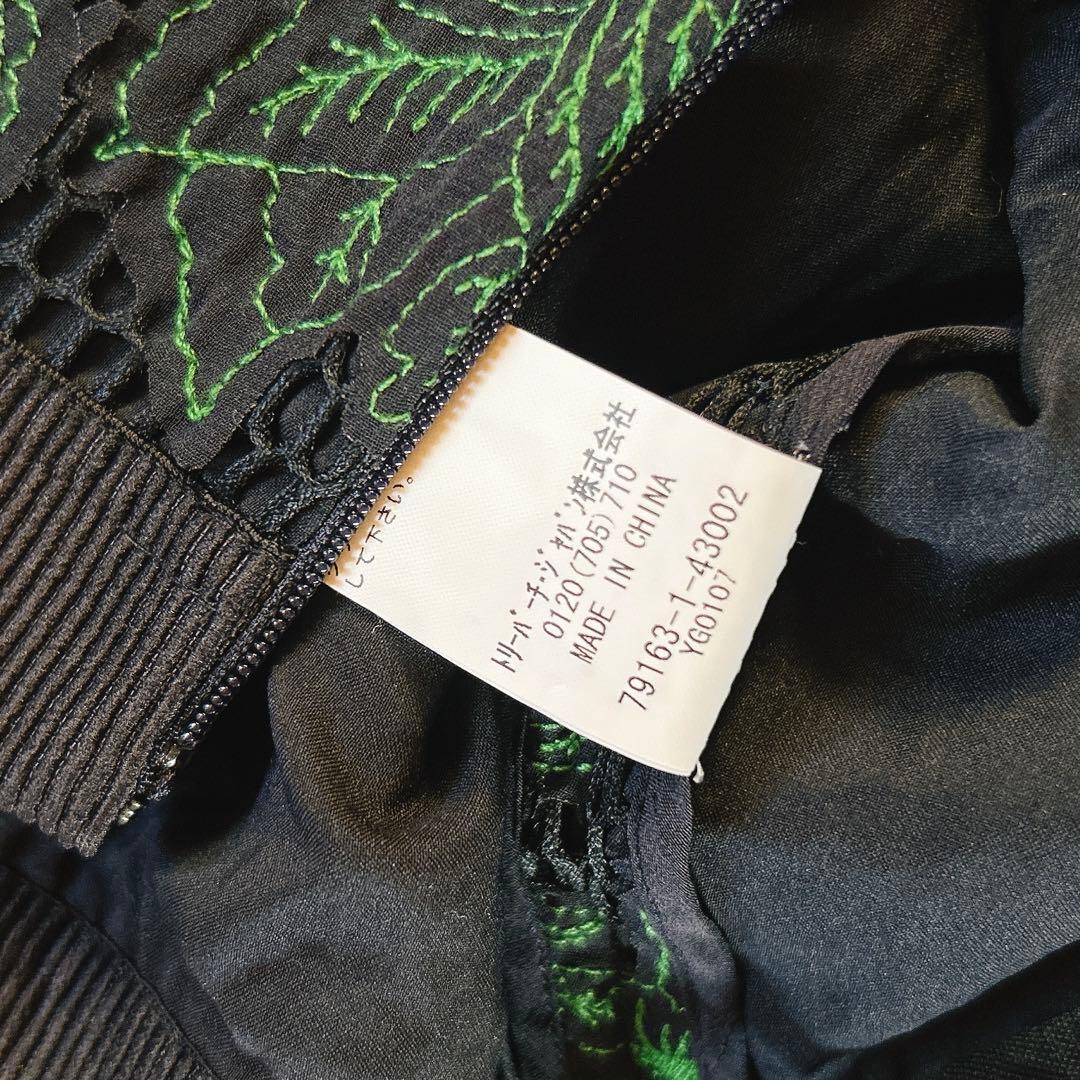 して下さい。
ﾄﾘｰﾊﾞｰﾁ･ｼﾞｬﾊﾟﾝ株式会社
0120(705)710
MADE IN CHINA
79163-1-43002
YG0107